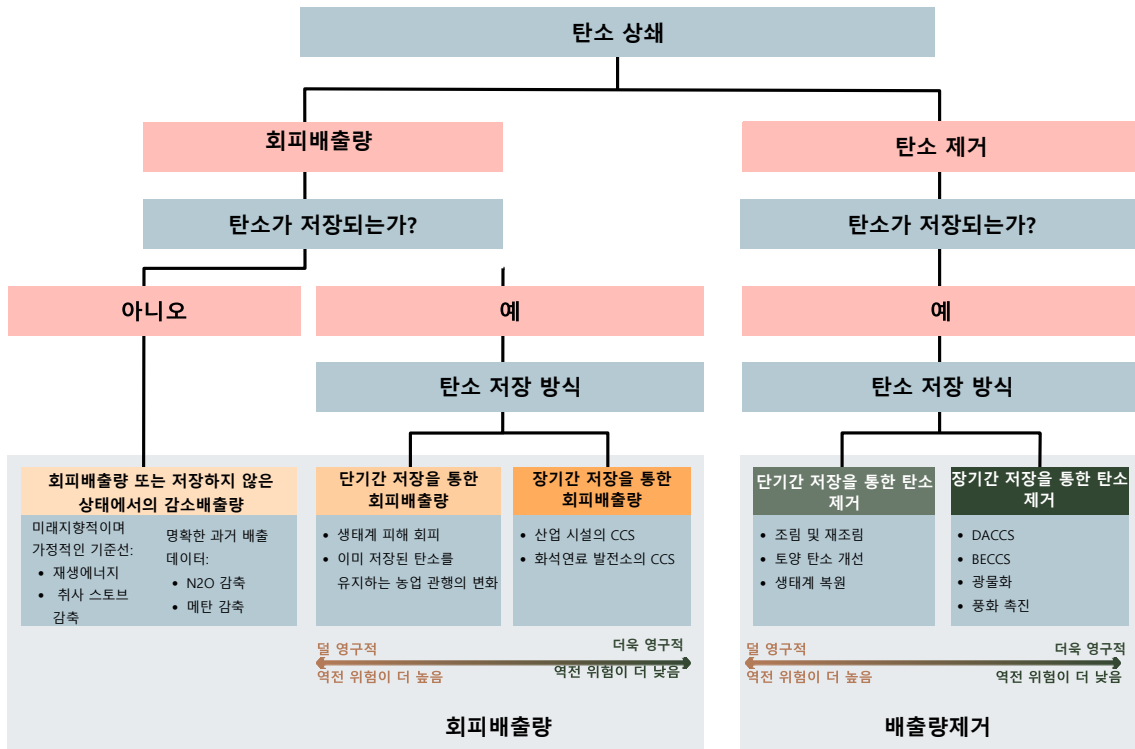 탄소 상쇄
회피배출량
탄소 제거
탄소가 저장되는가?
탄소가 저장되는가?
아니오
예
예
탄소 저장 방식
탄소 저장 방식
회피배출량 또는 저장하지 않은
상태에서의 감소배출량
미래지향적이며
가정적인 기준선:
• 재생에너지
• 취사 스토브
감축
명확한 과거 배출
데이터:
• N2O 감축
• 메탄 감축
단기간 저장을 통한
회피배출량
• 생태계 피해 회피
• 이미 저장된 탄소를
유지하는 농업 관행의 변화
장기간 저장을 통한
회피배출량
• 산업 시설의 CCS
• 화석연료 발전소의 CCS
단기간 저장을 통한 탄소
제거
• 조림 및 재조림
• 토양 탄소 개선
• 생태계 복원
장기간 저장을 통한 탄소
제거
• DACCS
• BECCS
• 광물화
• 풍화 촉진
덜 영구적
더욱 영구적
역전 위험이 더 높음
역전 위험이 더 낮음
덜 영구적
더욱 영구적
역전 위험이 더 높음
역전 위험이 더 낮음
회피배출량
배출량제거